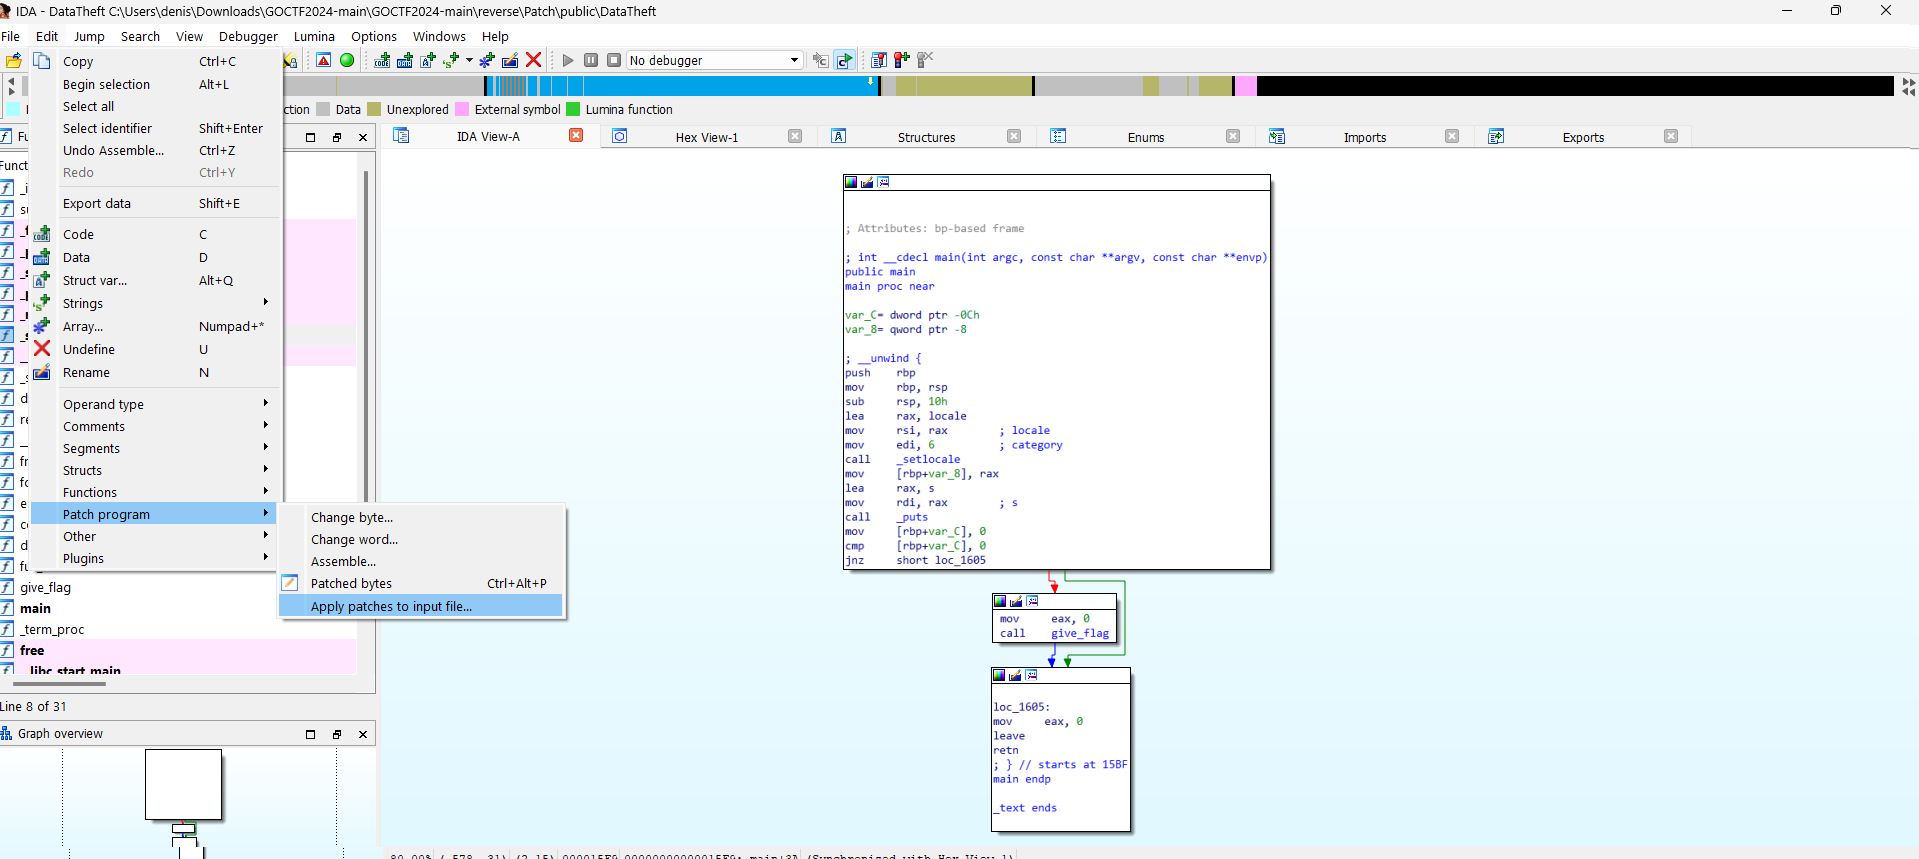 IDA - DataTheft C:\Users\denis\Downloads\GOCTF2024-main\GOCTF2024-main\reverse\Patch\public\DataTheft
File Edit Jump Search View Debugger Lumina Options Windows Help
No debugger
Data Unexplored External symbol Lumina function
IDA View-A Hex View-1 Structures Enums Imports Exports
Copy Ctrl+C
Begin selection Alt+L
Select all
Select identifier Shift+Enter
Undo Assemble... Ctrl+Z
Redo Ctrl+Y
Export data Shift+E
Code C
Data D
Struct var... Alt+Q
Strings
Array... Numpad+*
Undefine U
Rename N
Operand type
Comments
Segments
Structs
Functions
Patch program
Other
Plugins
Change byte...
Change word...
Assemble...
Patched bytes Ctrl+Alt+P
Apply patches to input file...
give_flag
main
_term_proc
free
Line 8 of 31
Graph overview
; Attributes: bp-based frame
; int __cdecl main(int argc, const char **argv, const char **envp)
public main
main proc near
var_C= dword ptr -0Ch
var_8= qword ptr -8
; __unwind {
push rbp
mov rbp, rsp
sub rsp, 10h
lea rax, locale
mov rsi, rax ; locale
mov edi, 6 ; category
call _setlocale
mov [rbp+var_8], rax
lea rax, s
mov rdi, rax ; s
call _puts
mov [rbp+var_C], 0
cmp [rbp+var_C], 0
jnz short loc_1605
mov eax, 0
call give_flag
loc_1605:
mov eax, 0
leave
retn
; } // starts at 15BF
main endp
_text ends